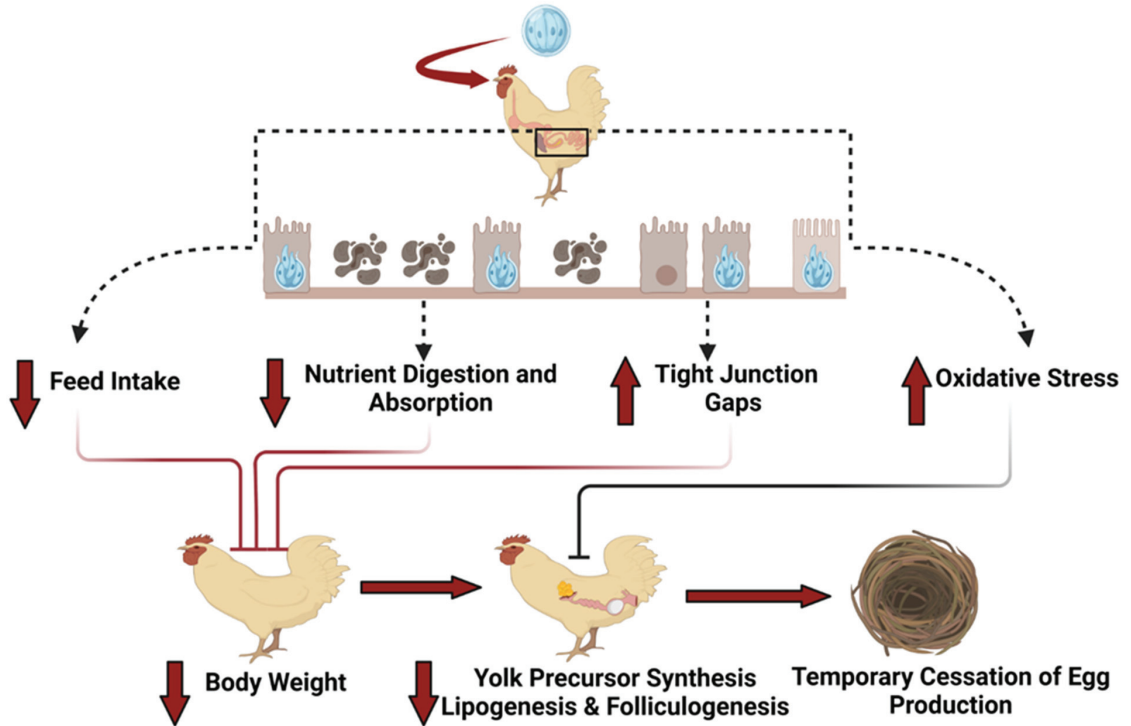 Feed Intake
Nutrient Digestion and
Absorption
Tight Junction
Gaps
Oxidative Stress
Body Weight
Yolk Precursor Synthesis
Lipogenesis & Folliculogenesis
Temporary Cessation of Egg
Production